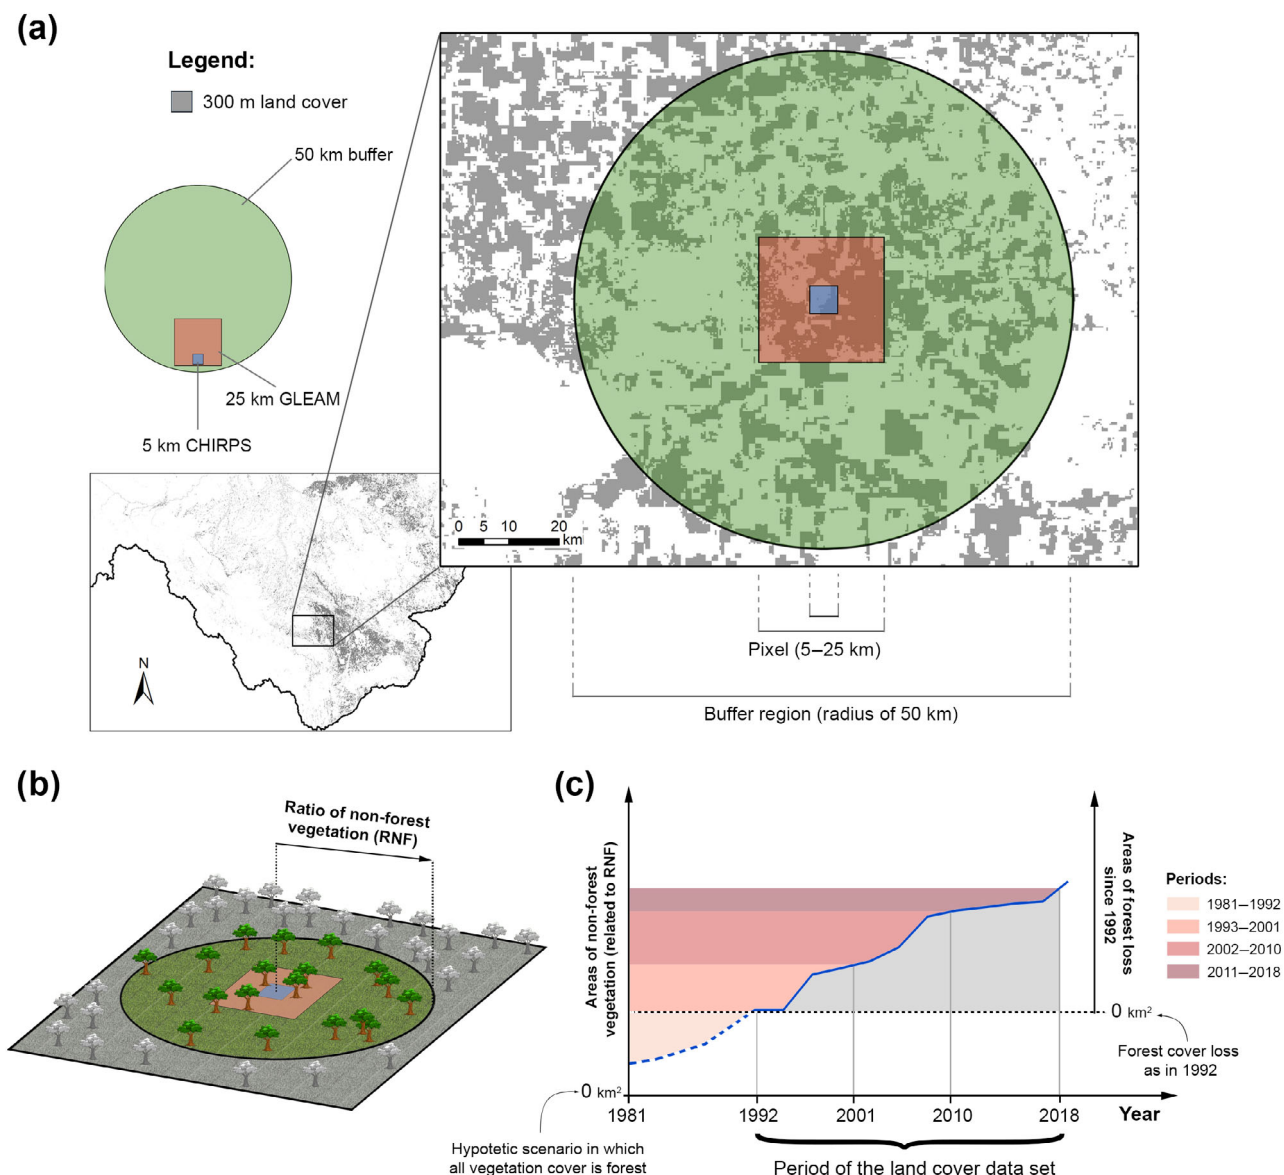 (a)
Legend:
300 m land cover
50 km buffer
25 km GLEAM
5 km CHIRPS
0 5 10 20
km
N
Pixel (5–25 km)
Buffer region (radius of 50 km)
(b)
Ratio of non-forest
vegetation (RNF)
(c)
Areas of non-forest
vegetation (related to RNF)
Areas of forest loss
since 1992
Periods:
1981–1992
1993–2001
2002–2010
2011–2018
0 km²
Forest cover loss
as in 1992
0 km²
1981 1992 2001 2010 2018 Year
Hypotetic scenario in which
all vegetation cover is forest
Period of the land cover data set